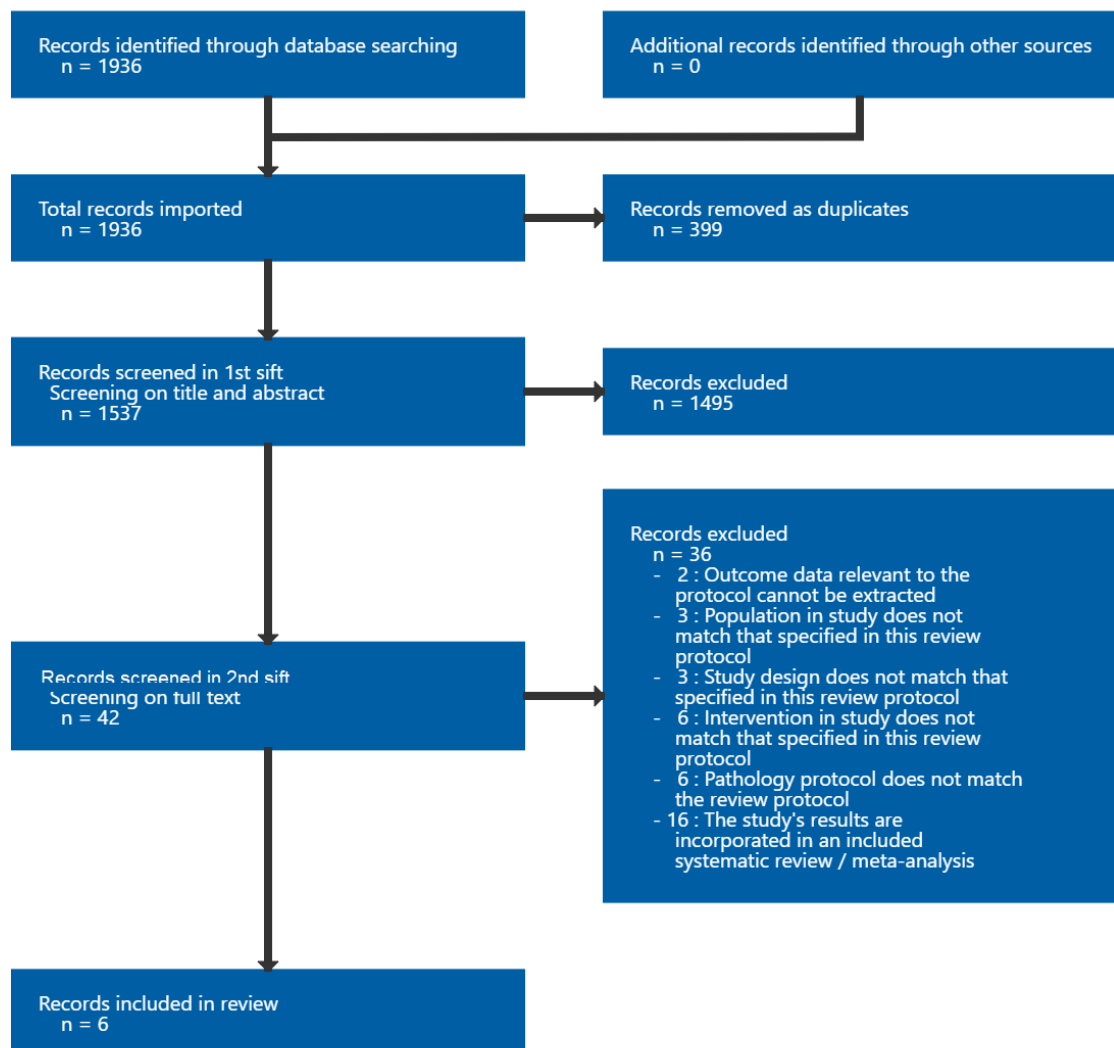 Records identified through database searching
n = 1936
Additional records identified through other sources
n = 0
Total records imported
n = 1936
Records removed as duplicates
n = 399
Records screened in 1st sift
Screening on title and abstract
n = 1537
Records excluded
n = 1495
Records screened in 2nd sift
Screening on full text
n = 42
Records excluded
n = 36
- 2 : Outcome data relevant to the
protocol cannot be extracted
- 3 : Population in study does not
match that specified in this review
protocol
- 3 : Study design does not match that
specified in this review protocol
- 6 : Intervention in study does not
match that specified in this review
protocol
- 6 : Pathology protocol does not match
the review protocol
- 16 : The study's results are
incorporated in an included
systematic review / meta-analysis
Records included in review
n = 6